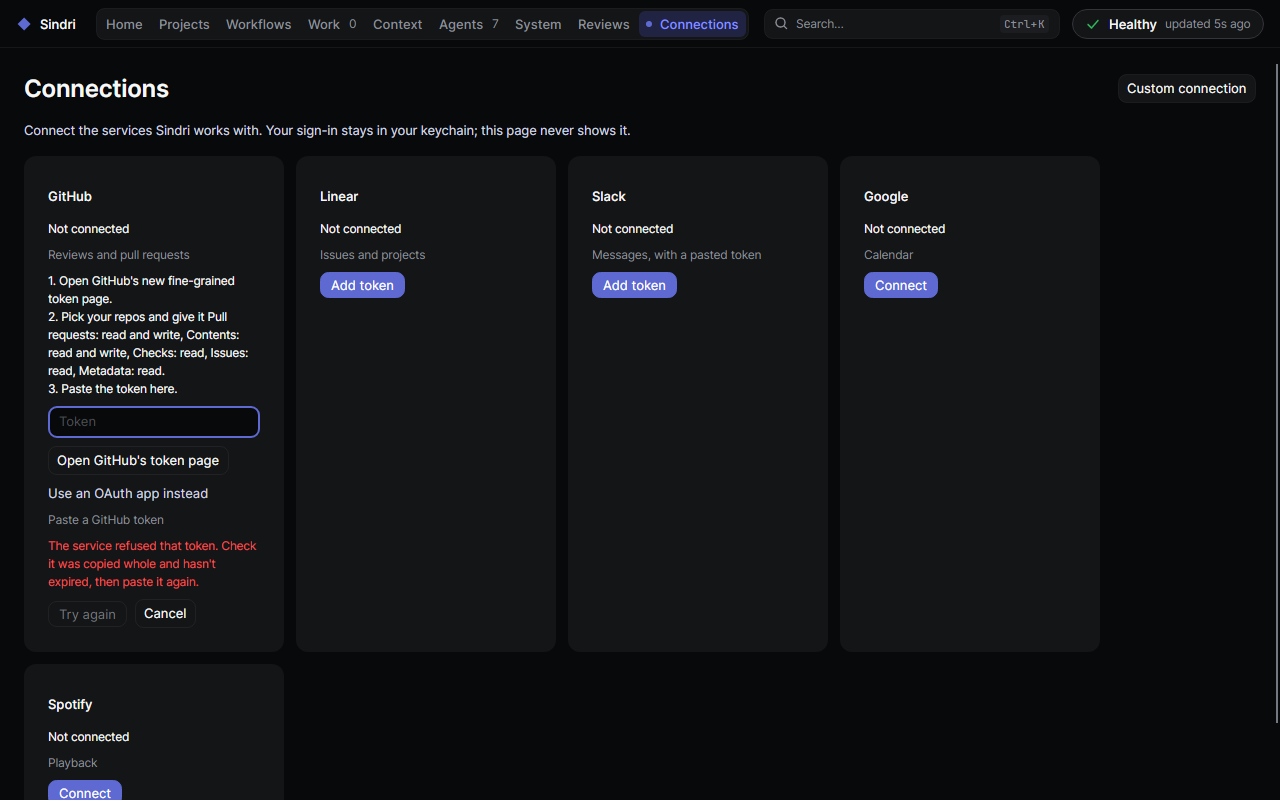 Sindri
Home Projects Workflows Work 0 Context Agents 7 System Reviews Connections
Search... Ctrl+K
Healthy updated 5s ago
Connections
Custom connection
Connect the services Sindri works with. Your sign-in stays in your keychain; this page never shows it.
GitHub
Not connected
Reviews and pull requests
1. Open GitHub's new fine-grained
token page.
2. Pick your repos and give it Pull
requests: read and write, Contents:
read and write, Checks: read, Issues:
read, Metadata: read.
3. Paste the token here.
Token
Open GitHub's token page
Use an OAuth app instead
Paste a GitHub token
The service refused that token. Check
it was copied whole and hasn't
expired, then paste it again.
Try again Cancel
Linear
Not connected
Issues and projects
Add token
Slack
Not connected
Messages, with a pasted token
Add token
Google
Not connected
Calendar
Connect
Spotify
Not connected
Playback
Connect